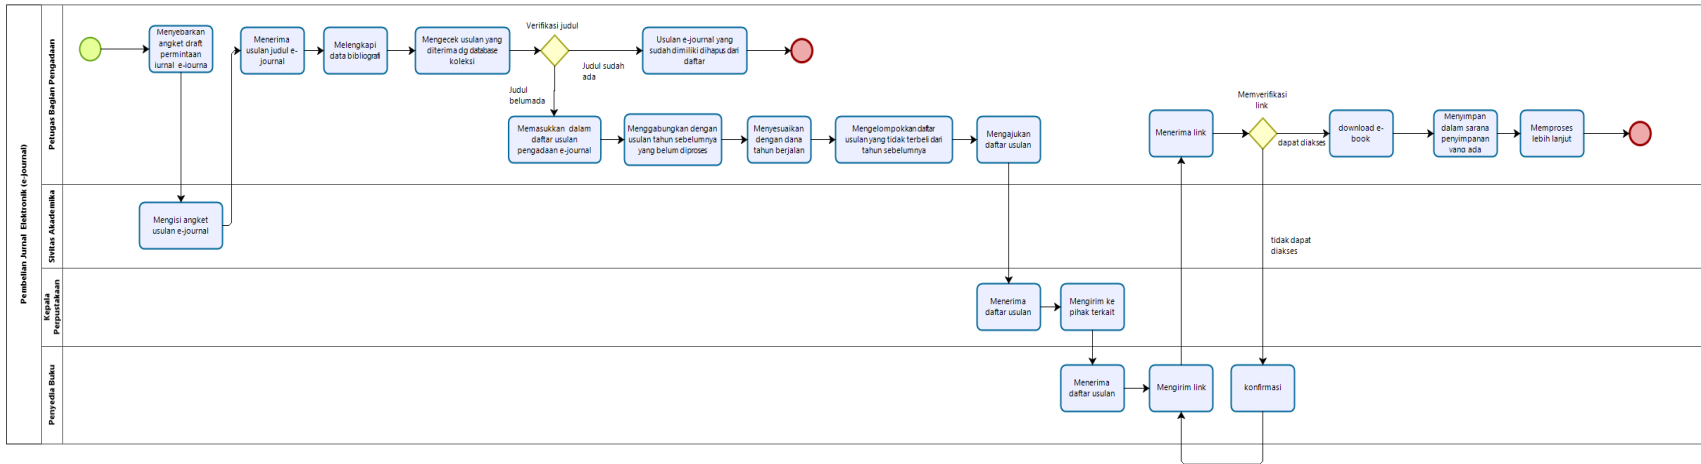 Pembelian Jurnal Elektronik (e-journal)
Petugas Bagian Pengadaan
Menyebarkan
angket draft
permintaan
jurnal e-journa
Menerima
usulan judul e-
journal
Melengkapi
data bibliografi
Mengecek usulan yang
diterima dg database
koleksi
Verifikasi judul
Judul sudah
ada
Usulan e-journal yang
sudah dimiliki dihapus dari
daftar
Judul
belumada
Memasukkan dalam
daftar usulan
pengadaan e-journal
Menggabungkan dengan
usulan tahun sebelumnya
yang belum diproses
Menyesuaikan
dengan dana
tahun berjalan
Mengelompokkan daftar
usulan yang tidak terbeli dari
tahun sebelumnya
Mengajukan
daftar usulan
Menerima link
Memverifikasi
link
dapat diakses
download e-
book
Menyimpan
dalam sarana
penyimpanan
yang ada
Memproses
lebih lanjut
Sivitas Akademika
Mengisi angket
usulan e-journal
tidak dapat
diakses
Kepala
Perpustakaan
Menerima
daftar usulan
Mengirim ke
pihak terkait
Penyedia Buku
Menerima
daftar usulan
Mengirim link
konfirmasi